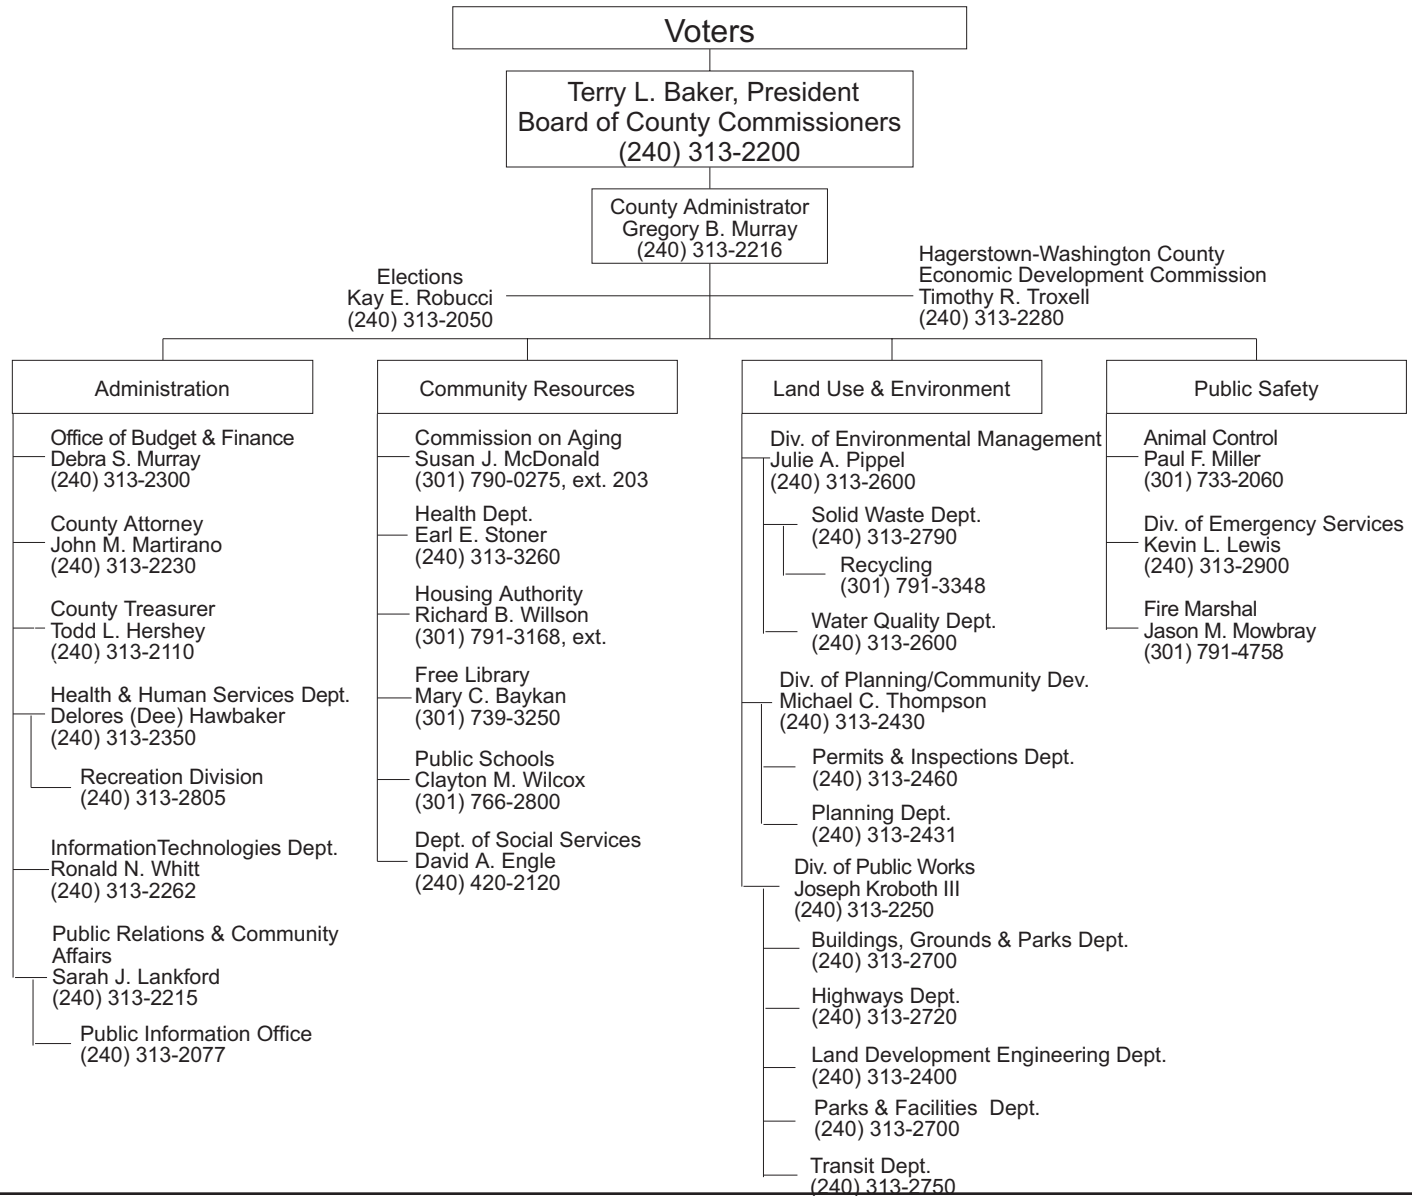 Voters
Terry L. Baker, President
Board of County Commissioners
(240) 313-2200
County Administrator
Gregory B. Murray
(240) 313-2216
Elections
Kay E. Robucci
(240) 313-2050
Hagerstown-Washington County
Economic Development Commission
Timothy R. Troxell
(240) 313-2280
Administration
Office of Budget & Finance
Debra S. Murray
(240) 313-2300
County Attorney
John M. Martirano
(240) 313-2230
County Treasurer
Todd L. Hershey
(240) 313-2110
Health & Human Services Dept.
Delores (Dee) Hawbaker
(240) 313-2350
Recreation Division
(240) 313-2805
InformationTechnologies Dept.
Ronald N. Whitt
(240) 313-2262
Public Relations & Community
Affairs
Sarah J. Lankford
(240) 313-2215
Public Information Office
(240) 313-2077
Community Resources
Commission on Aging
Susan J. McDonald
(301) 790-0275, ext. 203
Health Dept.
Earl E. Stoner
(240) 313-3260
Housing Authority
Richard B. Willson
(301) 791-3168, ext.
Free Library
Mary C. Baykan
(301) 739-3250
Public Schools
Clayton M. Wilcox
(301) 766-2800
Dept. of Social Services
David A. Engle
(240) 420-2120
Land Use & Environment
Div. of Environmental Management
Julie A. Pippel
(240) 313-2600
Solid Waste Dept.
(240) 313-2790
Recycling
(301) 791-3348
Water Quality Dept.
(240) 313-2600
Div. of Planning/Community Dev.
Michael C. Thompson
(240) 313-2430
Permits & Inspections Dept.
(240) 313-2460
Planning Dept.
(240) 313-2431
Div. of Public Works
Joseph Kroboth III
(240) 313-2250
Buildings, Grounds & Parks Dept.
(240) 313-2700
Highways Dept.
(240) 313-2720
Land Development Engineering Dept.
(240) 313-2400
Parks & Facilities Dept.
(240) 313-2700
Transit Dept.
(240) 313-2750
Public Safety
Animal Control
Paul F. Miller
(301) 733-2060
Div. of Emergency Services
Kevin L. Lewis
(240) 313-2900
Fire Marshal
Jason M. Mowbray
(301) 791-4758